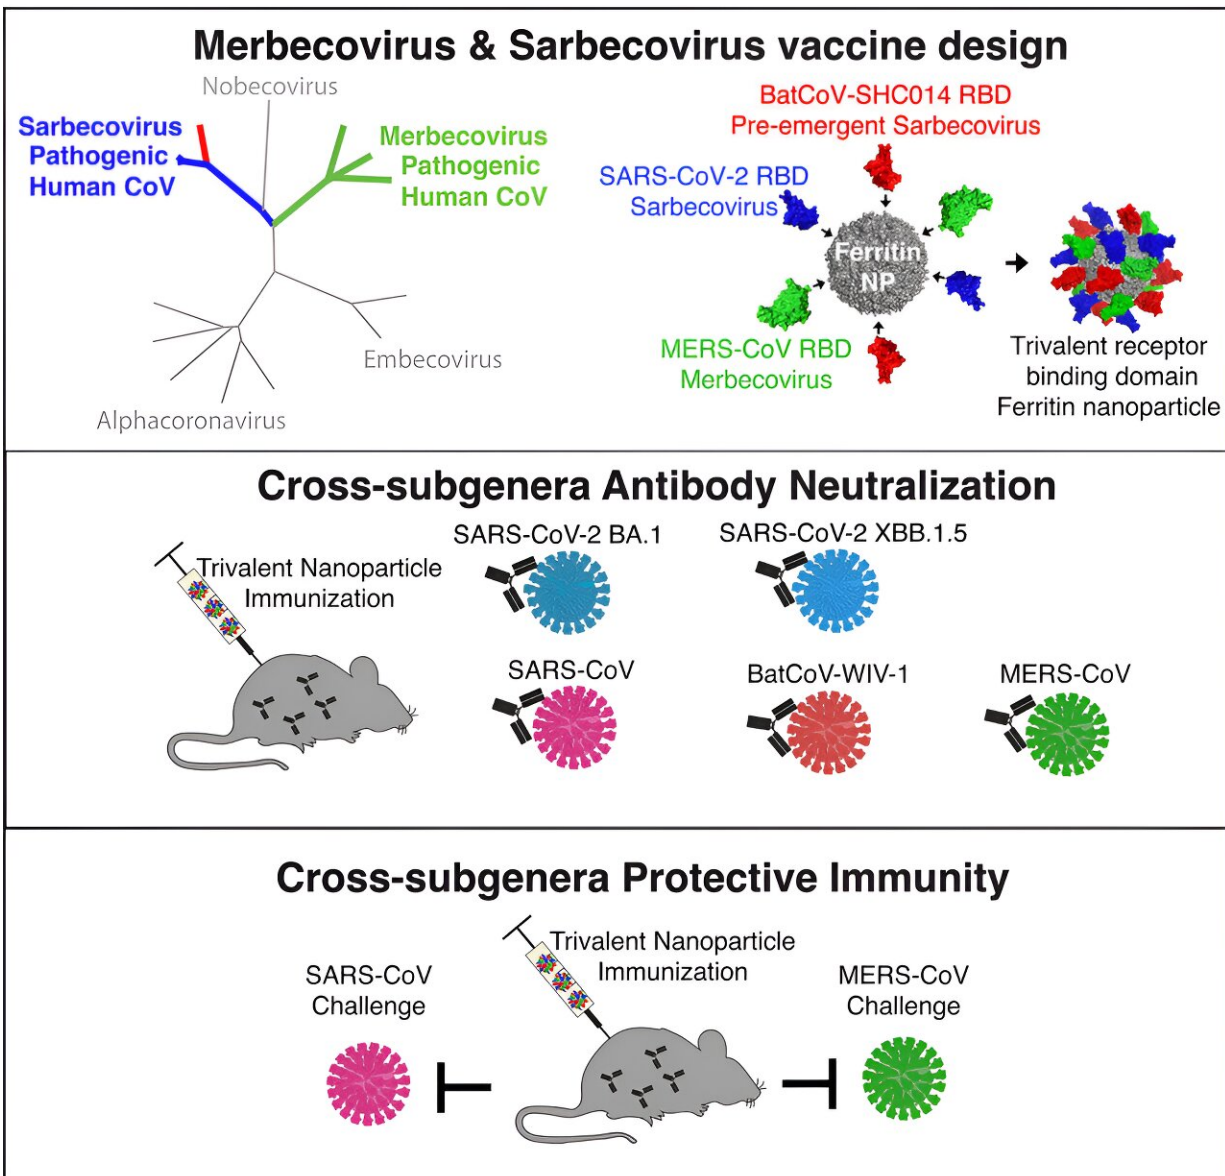 Merbecovirus & Sarbecovirus vaccine design
Nobecovirus
Sarbecovirus
Pathogenic
Human CoV
Merbecovirus
Pathogenic
Human CoV
Embecovirus
Alphacoronavirus
BatCoV-SHC014 RBD
Pre-emergent Sarbecovirus
SARS-CoV-2 RBD
Sarbecovirus
Ferritin
NP
MERS-CoV RBD
Merbecovirus
Trivalent receptor
binding domain
Ferritin nanoparticle
Cross-subgenera Antibody Neutralization
Trivalent Nanoparticle
Immunization
SARS-CoV-2 BA.1
SARS-CoV-2 XBB.1.5
SARS-CoV
BatCoV-WIV-1
MERS-CoV
Cross-subgenera Protective Immunity
SARS-CoV
Challenge
Trivalent Nanoparticle
Immunization
MERS-CoV
Challenge